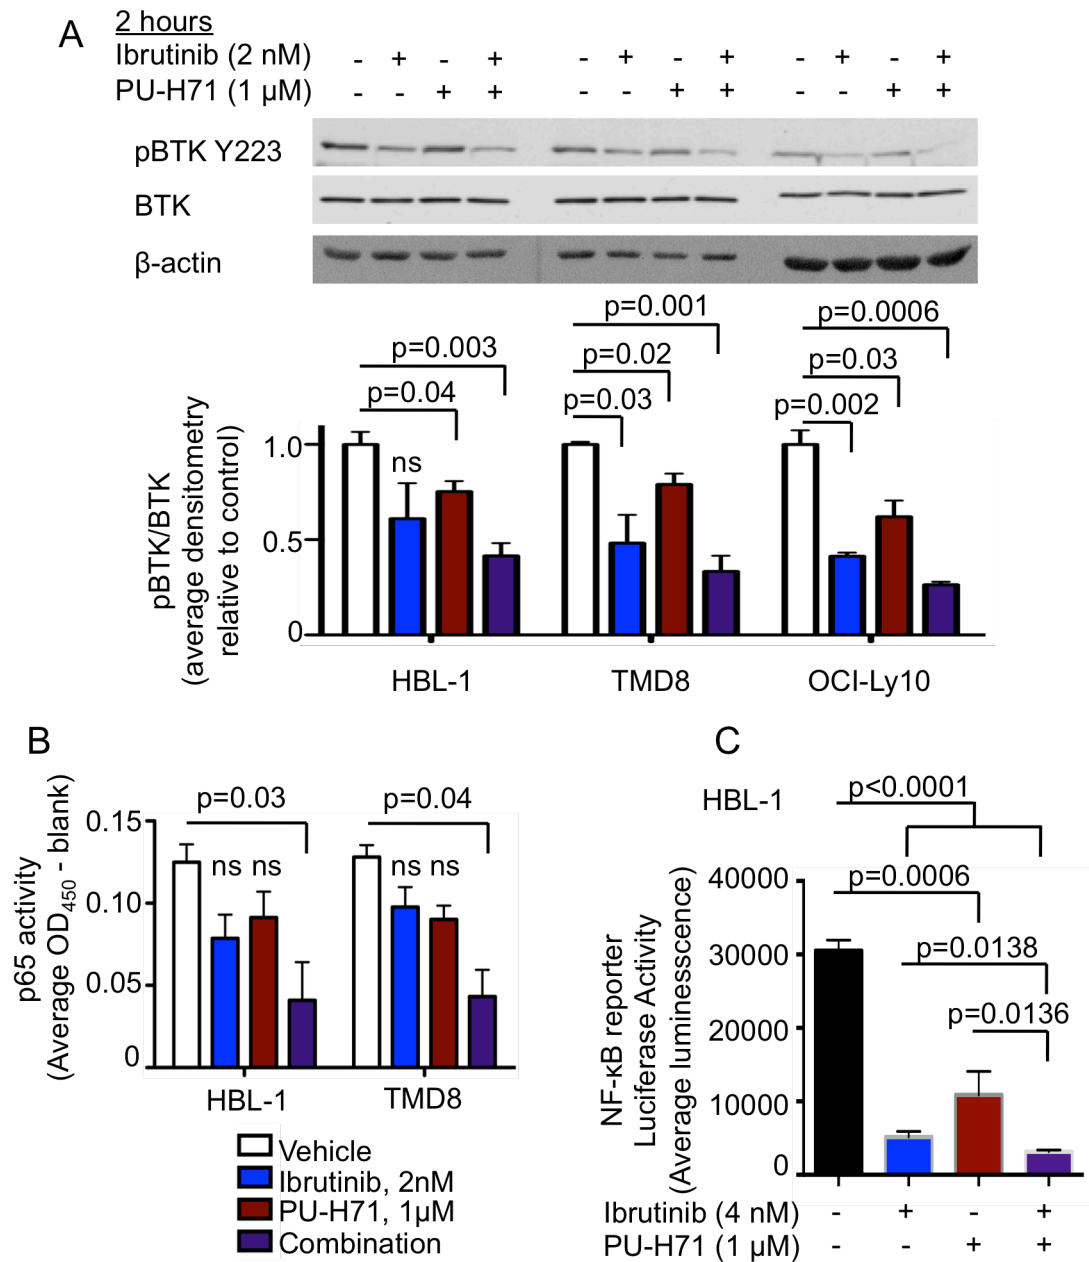 A
2 hours
Ibrutinib (2 nM) - + - + - + - + - + - +
PU-H71 (1 µM) - - + + - - + + - - + +
pBTK Y223
BTK
β-actin
p=0.001 p=0.0006
p=0.003 p=0.02 p=0.03
p=0.04 p=0.03 p=0.002
pBTK/BTK
(average densitometry
relative to control)
1.0
0.5
0
ns
HBL-1 TMD8 OCI-Ly10
B
p65 activity
(Average OD450 - blank)
0.15
0.10
0.05
0
p=0.03 p=0.04
ns ns ns ns
HBL-1 TMD8
Vehicle
Ibrutinib, 2nM
PU-H71, 1µM
Combination
C
HBL-1
p<0.0001
p=0.0006
p=0.0138
p=0.0136
NF-κB reporter
Luciferase Activity
(Average luminescence)
40000
30000
20000
10000
0
Ibrutinib (4 nM) - + - +
PU-H71 (1 µM) - - + +